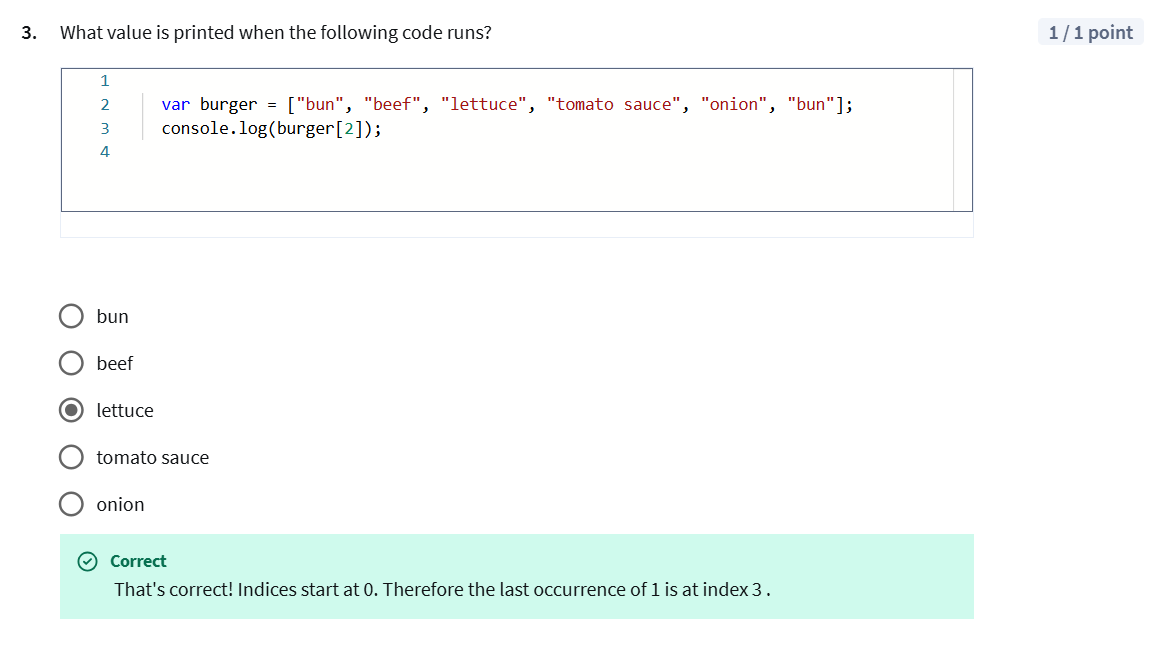 3. What value is printed when the following code runs?
1 / 1 point
1
2 var burger = ["bun", "beef", "lettuce", "tomato sauce", "onion", "bun"];
3 console.log(burger[2]);
4
bun
beef
lettuce
tomato sauce
onion
Correct
That's correct! Indices start at 0. Therefore the last occurrence of 1 is at index 3 .